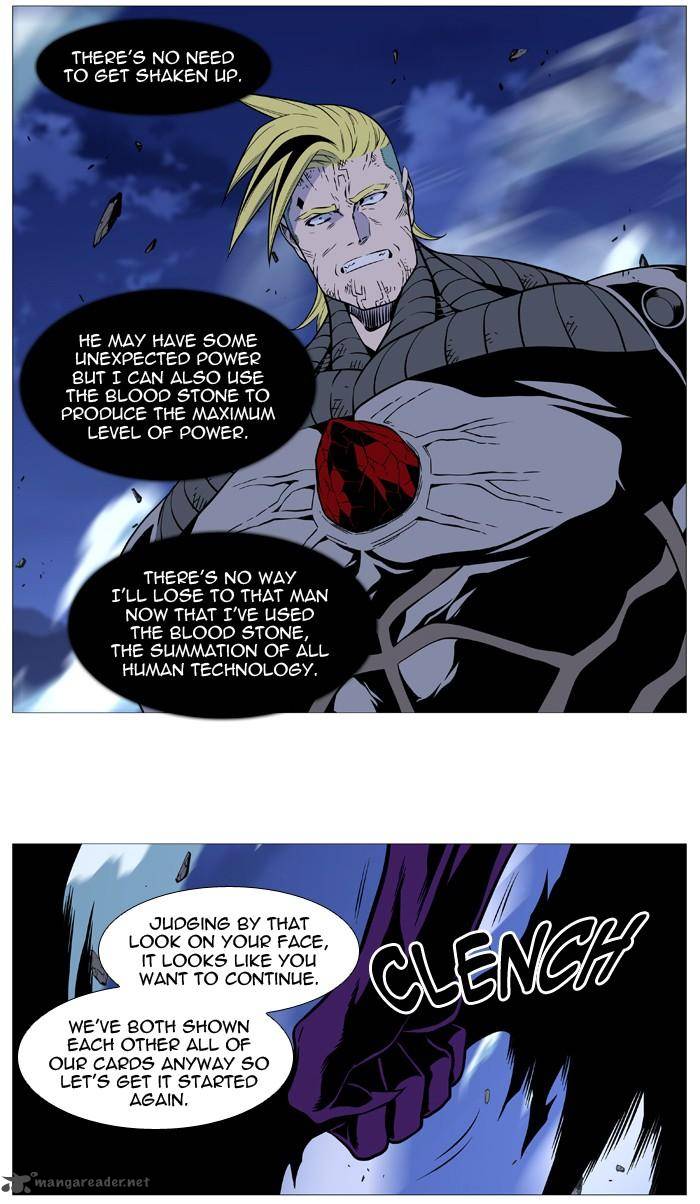 THERE'S NO NEED
TO GET SHAKEN UP.
HE MAY HAVE SOME
UNEXPECTED POWER
BUT I CAN ALSO USE
THE BLOOD STONE TO
PRODUCE THE MAXIMUM
LEVEL OF POWER.
THERE'S NO WAY
I'LL LOSE TO THAT MAN
NOW THAT I'VE USED
THE BLOOD STONE,
THE SUMMATION OF ALL
HUMAN TECHNOLOGY.
JUDGING BY THAT
LOOK ON YOUR FACE,
IT LOOKS LIKE YOU
WANT TO CONTINUE.
CLENCH
WE'VE BOTH SHOWN
EACH OTHER ALL OF
OUR CARDS ANYWAY SO
LET'S GET IT STARTED
AGAIN.
mangareader.net